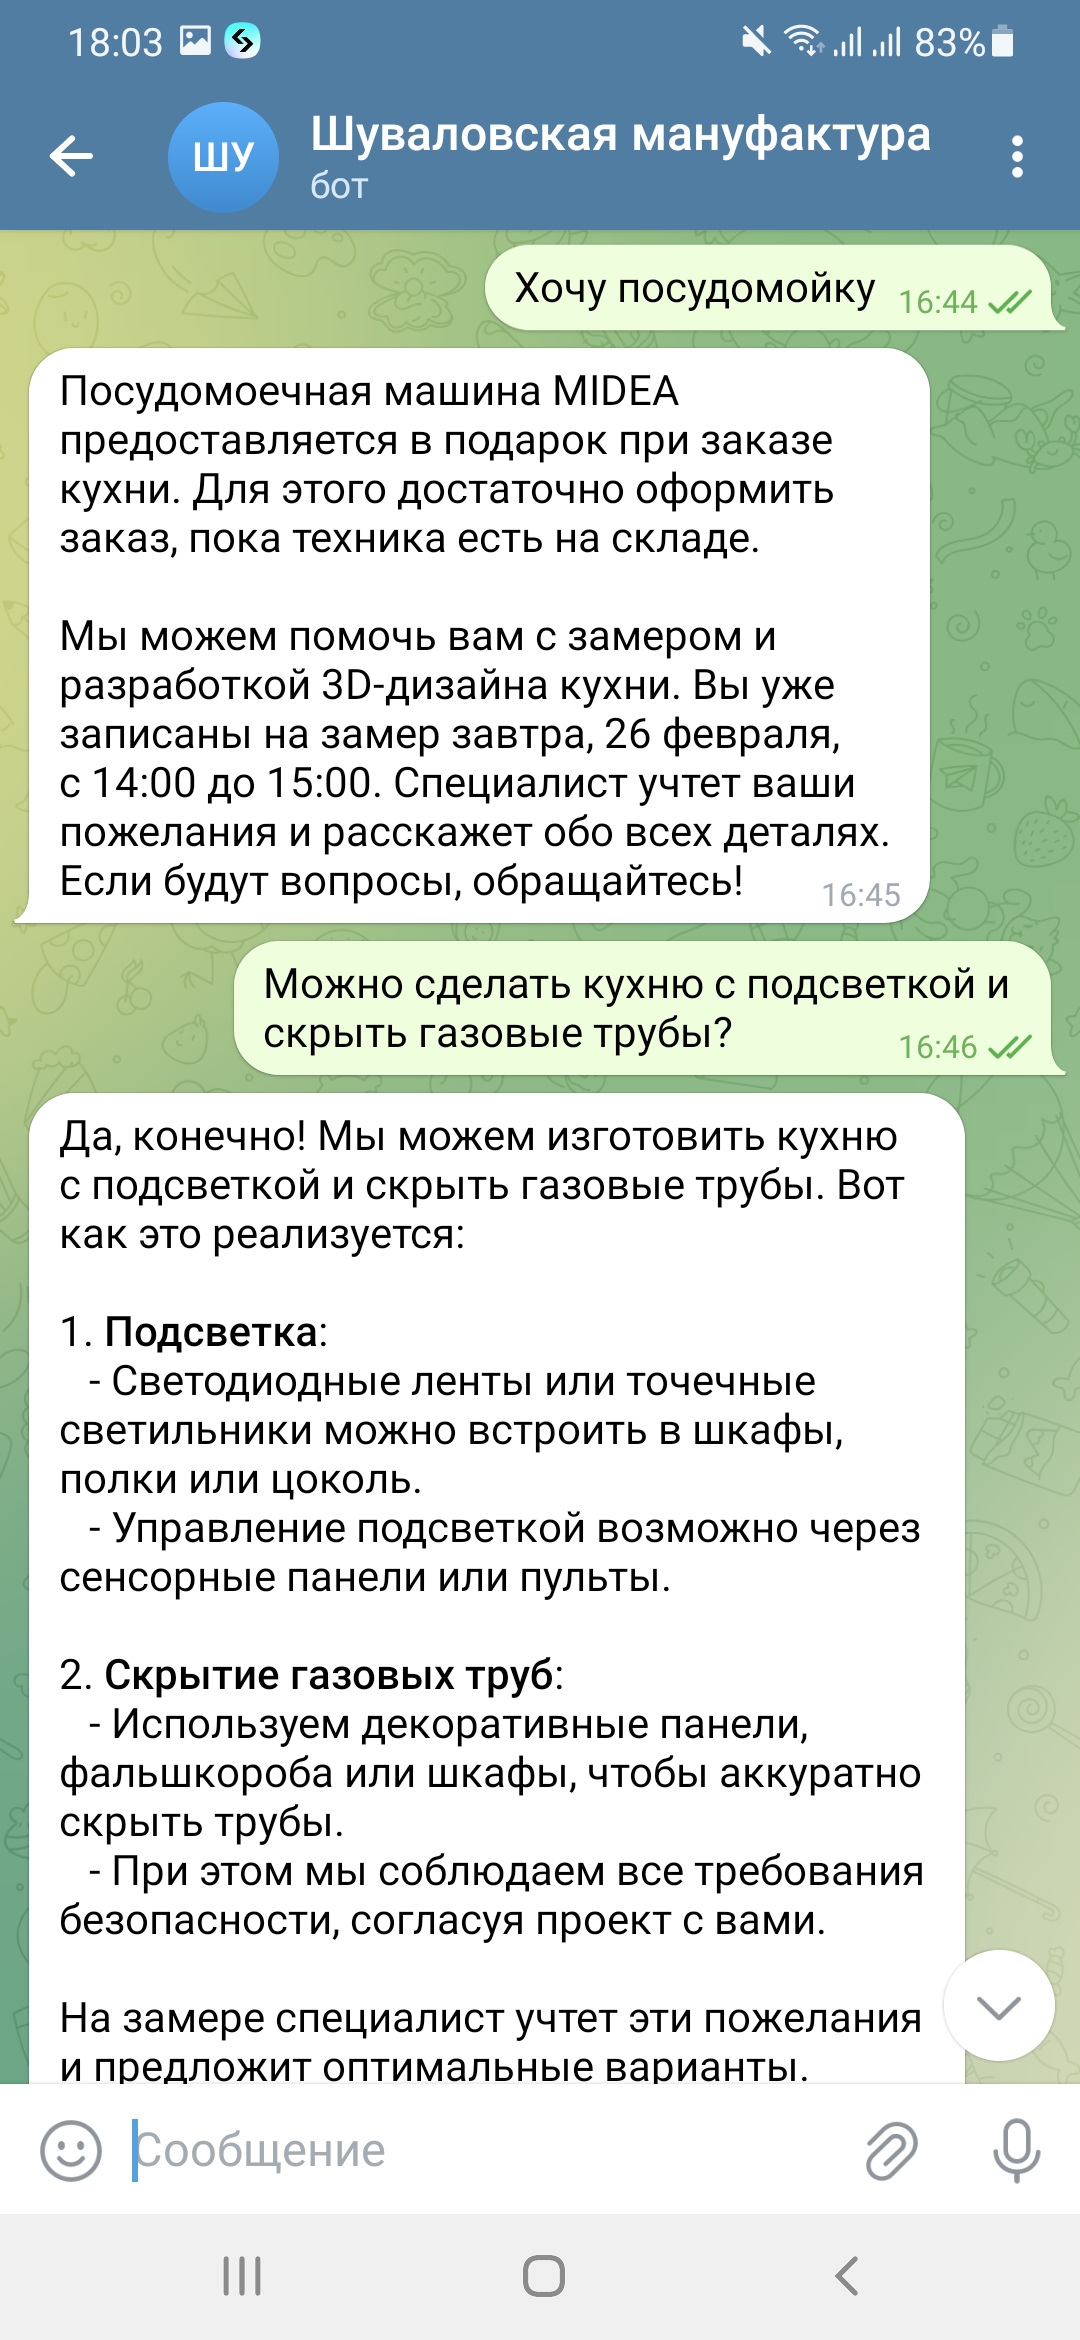 18:03
83%
ШУ
Шуваловская мануфактура
бот
Хочу посудомойку
16:44
Посудомоечная машина MIDEA
предоставляется в подарок при заказе
кухни. Для этого достаточно оформить
заказ, пока техника есть на складе.
Мы можем помочь вам с замером и
разработкой 3D-дизайна кухни. Вы уже
записаны на замер завтра, 26 февраля,
с 14:00 до 15:00. Специалист учтет ваши
пожелания и расскажет обо всех деталях.
Если будут вопросы, обращайтесь!
16:45
Можно сделать кухню с подсветкой и
скрыть газовые трубы?
16:46
Да, конечно! Мы можем изготовить кухню
с подсветкой и скрыть газовые трубы. Вот
как это реализуется:
1. Подсветка:
- Светодиодные ленты или точечные
светильники можно встроить в шкафы,
полки или цоколь.
- Управление подсветкой возможно через
сенсорные панели или пульты.
2. Скрытие газовых труб:
- Используем декоративные панели,
фальшкороба или шкафы, чтобы аккуратно
скрыть трубы.
- При этом мы соблюдаем все требования
безопасности, согласуя проект с вами.
На замере специалист учтет эти пожелания
и предложит оптимальные варианты.
Сообщение